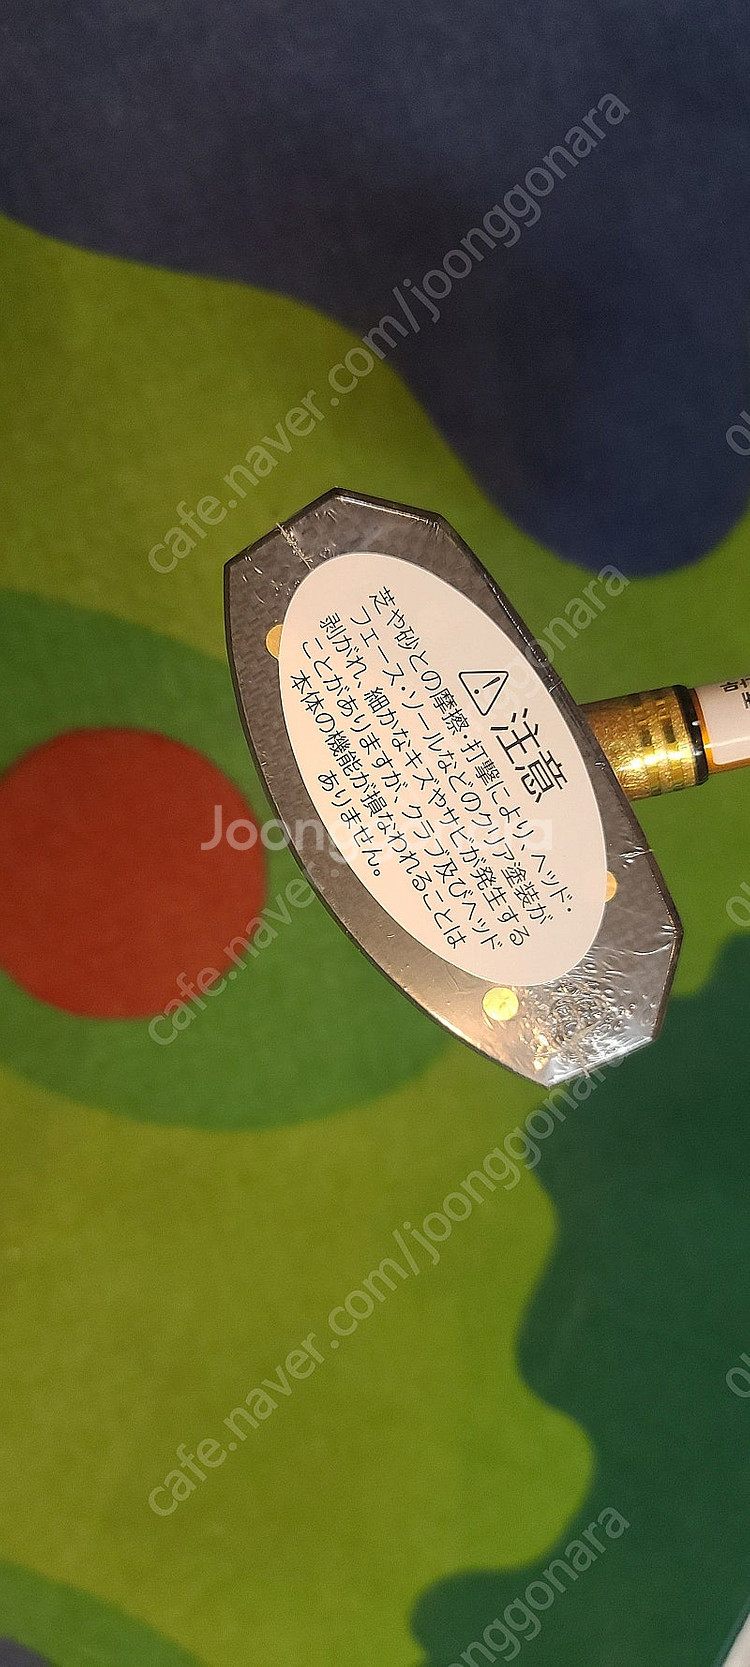 ⚠注意
芝や砂との摩擦・打撃により、ヘッド・
フェース・ソールなどのクリア塗装が
剥がれ、細かなキズやサビが発生する
ことがありますが、クラブ及びヘッド
本体の機能が損なわれることは
ありません。
Joonggonara
cafe.naver.com/joonggonara
cafe.naver.com/joonggonara
cafe.naver.com/joonggonara
joonggonara